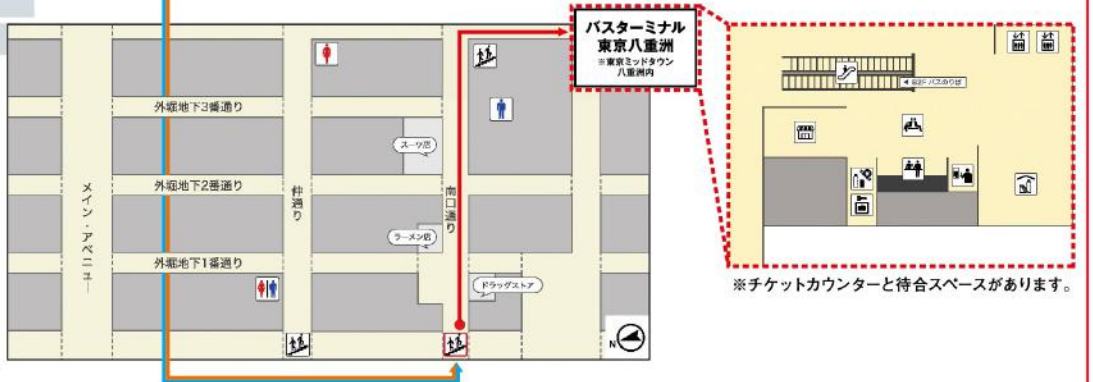 バスターミナル
東京八重洲
※東京ミッドタウン
八重洲内
外堀地下3番通り
スーツ店
外堀地下2番通り
メイン・アベニュー
仲通り
南口通り
ラーメン店
外堀地下1番通り
ドラッグストア
N
※チケットカウンターと待合スペースがあります。